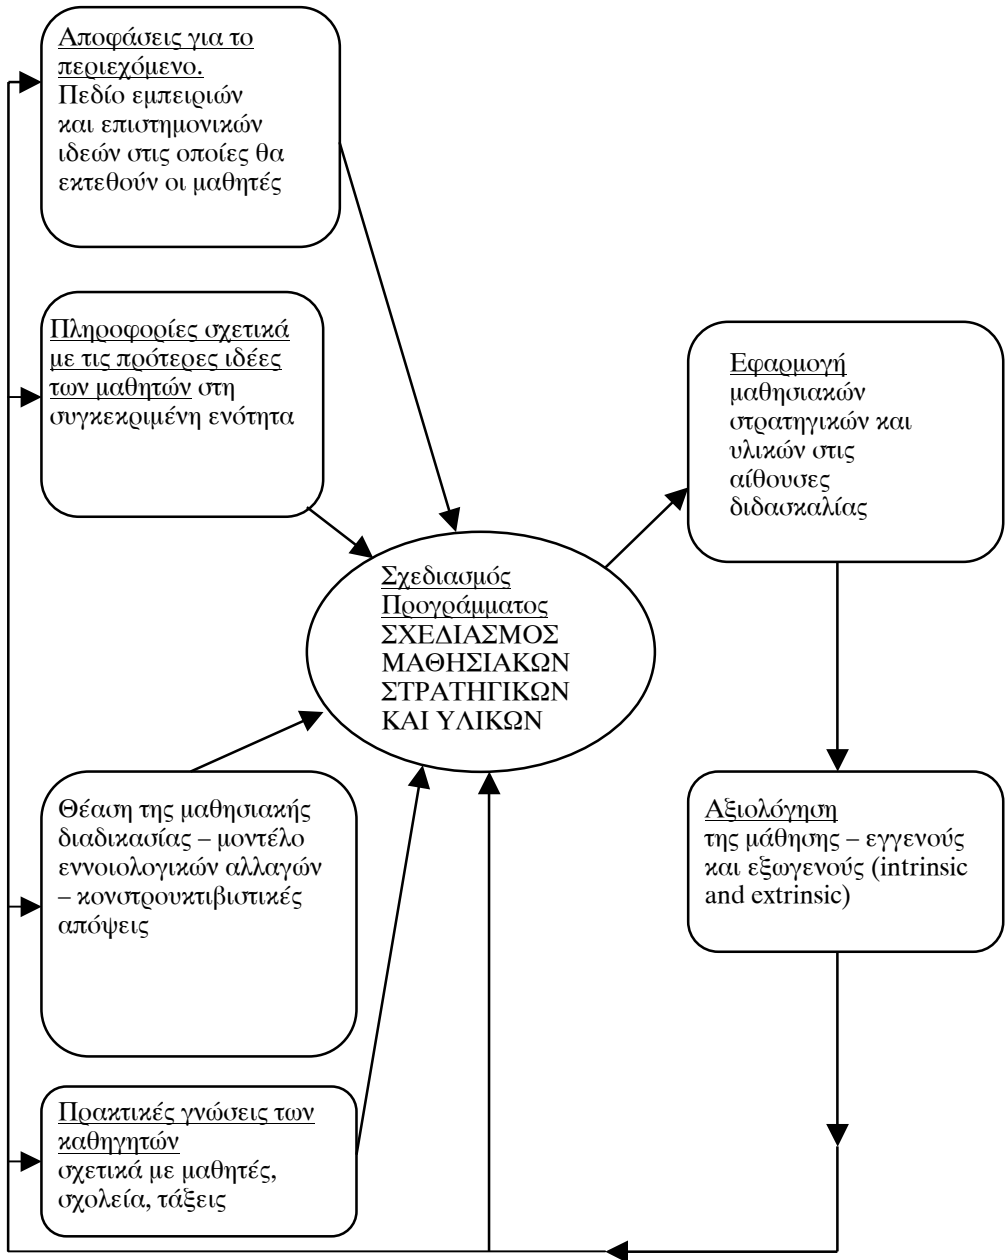 Αποφάσεις για το
περιεχόμενο.
Πεδίο εμπειριών
και επιστημονικών
ιδεών στις οποίες θα
εκτεθούν οι μαθητές
Πληροφορίες σχετικά
με τις πρότερες ιδέες
των μαθητών στη
συγκεκριμένη ενότητα
Εφαρμογή
μαθησιακών
στρατηγικών και
υλικών στις
αίθουσες
διδασκαλίας
Σχεδιασμός
Προγράμματος
ΣΧΕΔΙΑΣΜΟΣ
ΜΑΘΗΣΙΑΚΩΝ
ΣΤΡΑΤΗΓΙΚΩΝ
ΚΑΙ ΥΛΙΚΩΝ
Θέαση της μαθησιακής
διαδικασίας – μοντέλο
εννοιολογικών αλλαγών
– κονστρουκτιβιστικές
απόψεις
Αξιολόγηση
της μάθησης – εγγενούς
και εξωγενούς (intrinsic
and extrinsic)
Πρακτικές γνώσεις των
καθηγητών
σχετικά με μαθητές,
σχολεία, τάξεις